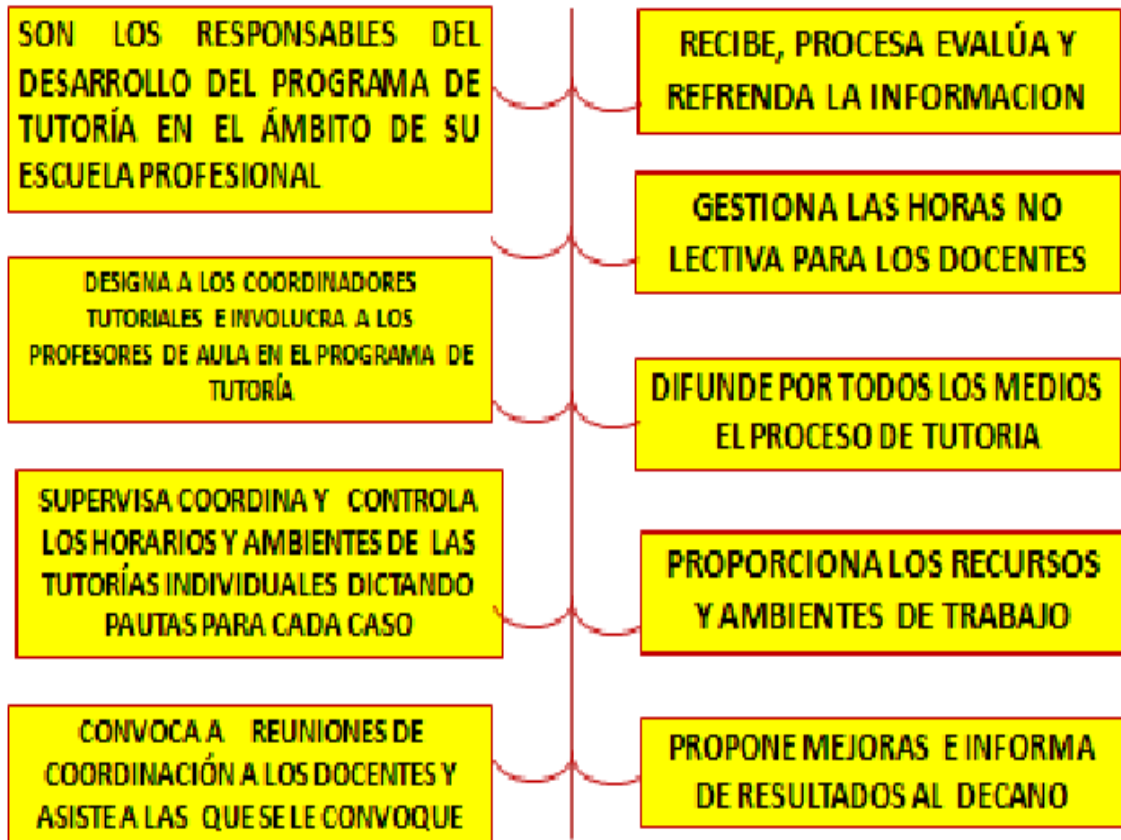 SON LOS RESPONSABLES DEL
DESARROLLO DEL PROGRAMA DE
TUTORÍA EN EL ÁMBITO DE SU
ESCUELA PROFESIONAL
RECIBE, PROCESA EVALÚA Y
REFRENDA LA INFORMACION
GESTIONA LAS HORAS NO
LECTIVA PARA LOS DOCENTES
DESIGNA A LOS COORDINADORES
TUTORIALES E INVOLUCRA A LOS
PROFESORES DE AULA EN EL PROGRAMA DE
TUTORÍA
DIFUNDE POR TODOS LOS MEDIOS
EL PROCESO DE TUTORIA
SUPERVISA COORDINA Y CONTROLA
LOS HORARIOS Y AMBIENTES DE LAS
TUTORÍAS INDIVIDUALES DICTANDO
PAUTAS PARA CADA CASO
PROPORCIONA LOS RECURSOS
Y AMBIENTES DE TRABAJO
CONVOCA A REUNIONES DE
COORDINACIÓN A LOS DOCENTES Y
ASISTE A LAS QUE SE LE CONVOQUE
PROPONE MEJORAS E INFORMA
DE RESULTADOS AL DECANO